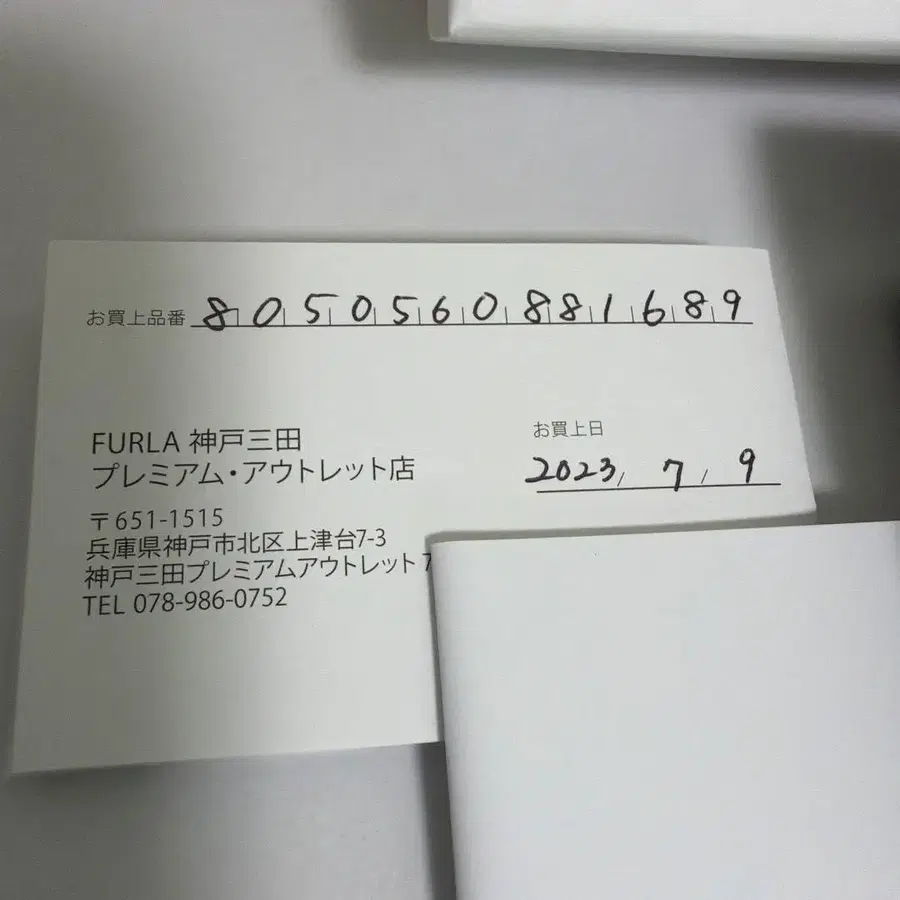 お買上品番 8050560881689
FURLA 神戸三田
プレミアム・アウトレット店
お買上日
2023/ 7 / 9
〒651-1515
兵庫県神戸市北区上津台7-3
神戸三田プレミアムアウトレット
TEL 078-986-0752